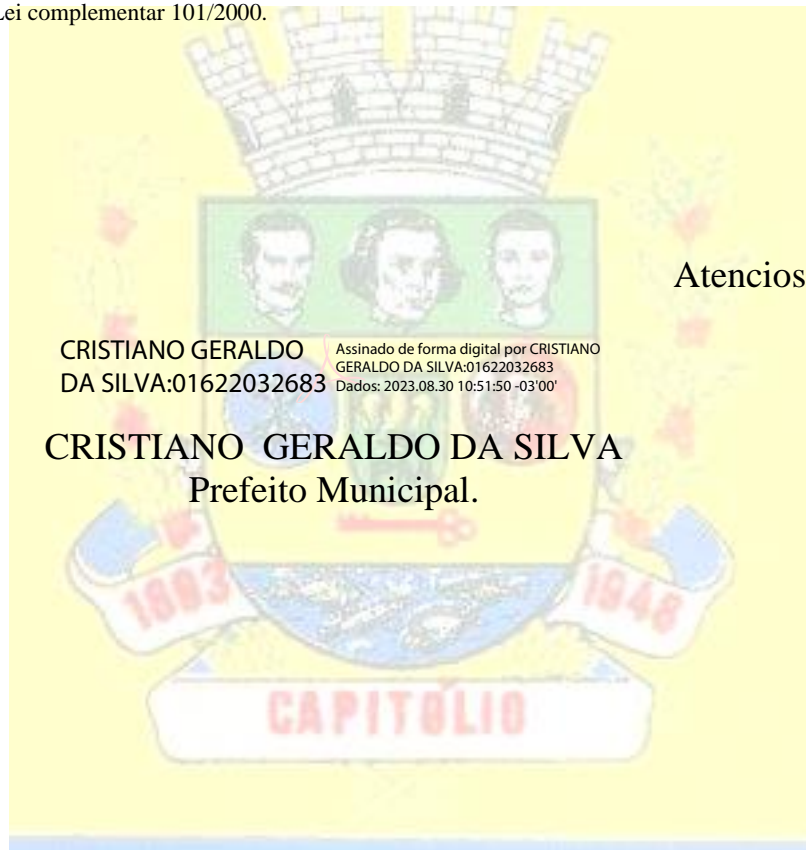 Lei complementar 101/2000.
Atencios
CRISTIANO GERALDO
DA SILVA:01622032683
Assinado de forma digital por CRISTIANO
GERALDO DA SILVA:01622032683
Dados: 2023.08.30 10:51:50 -03'00'
CRISTIANO GERALDO DA SILVA
Prefeito Municipal.
1893
1948
CAPITÓLIO